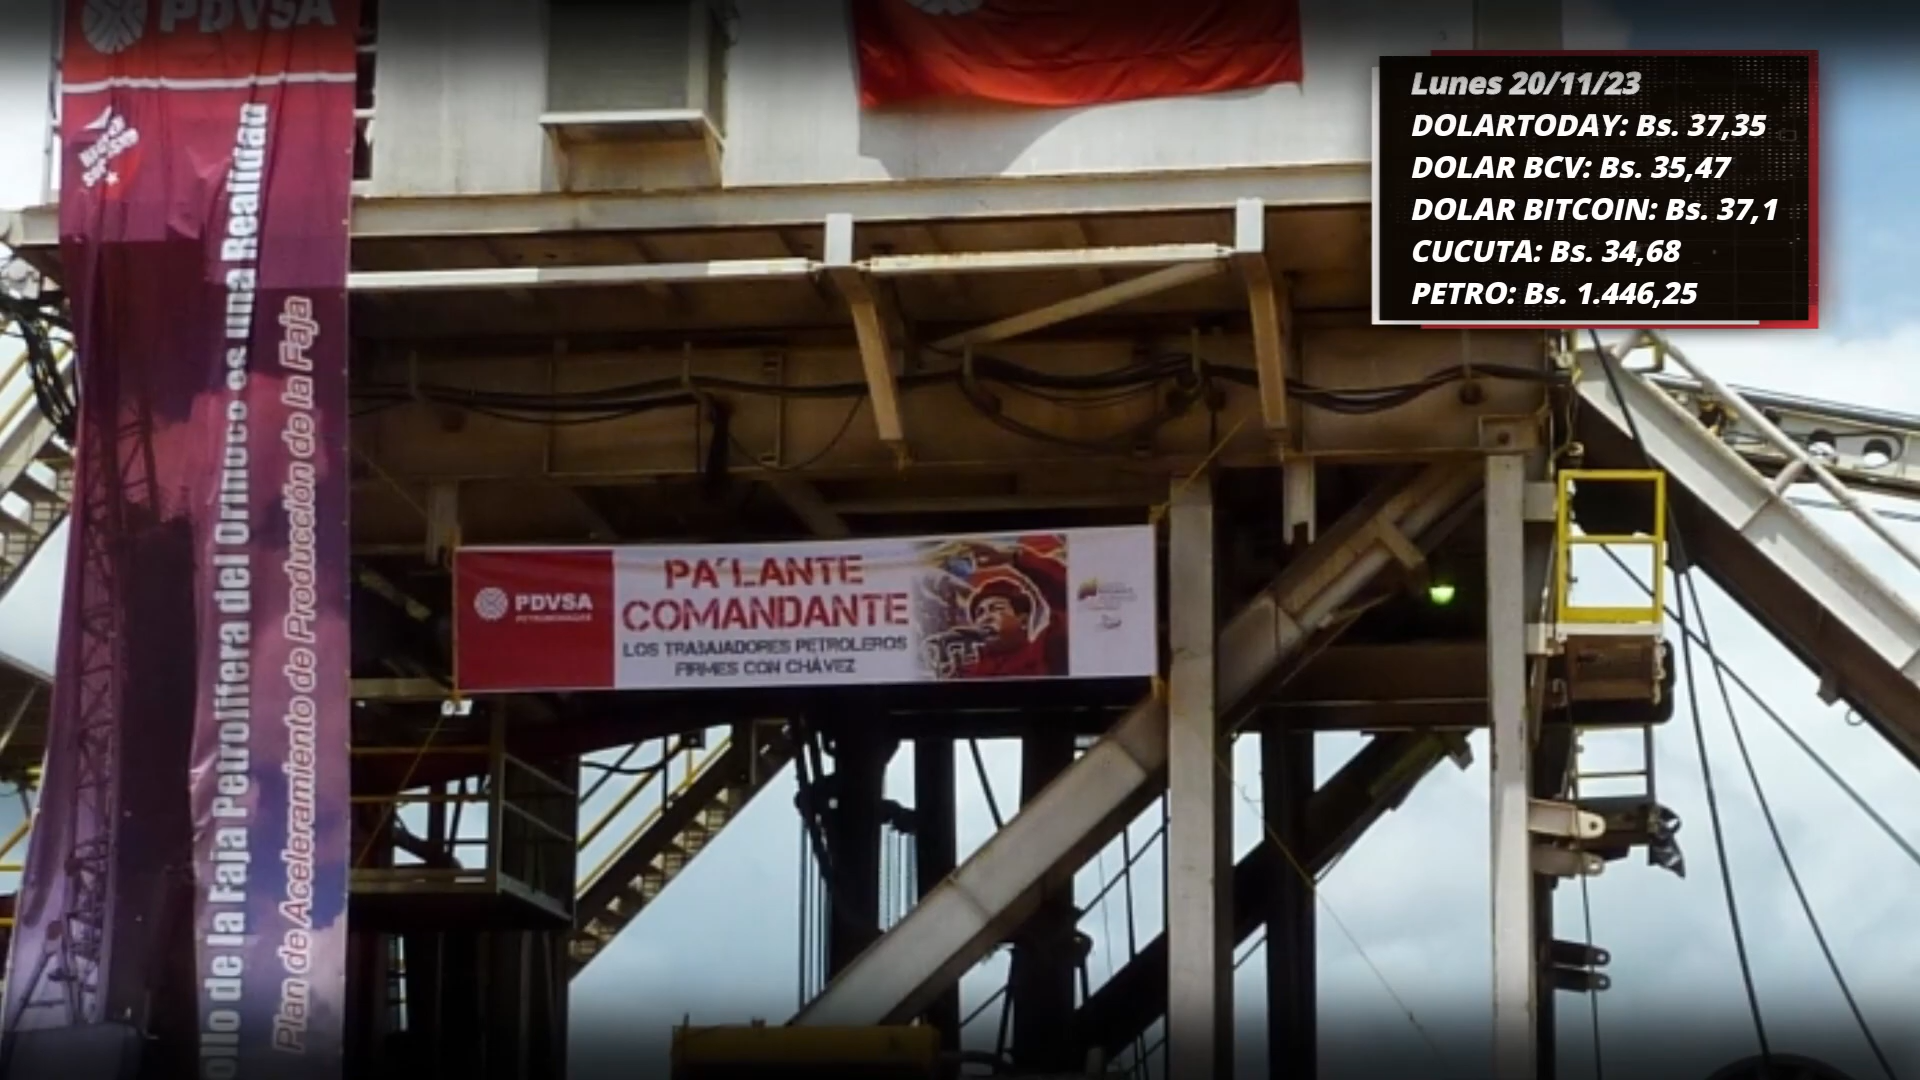 PDVSA
ollo de la Faja Petrolífera del Orinoco es una Realidad
Plan de Aceleramiento de Producción de la Faja
Lunes 20/11/23
DOLARTODAY: Bs. 37,35
DOLAR BCV: Bs. 35,47
DOLAR BITCOIN: Bs. 37,1
CUCUTA: Bs. 34,68
PETRO: Bs. 1.446,25
PDVSA
PA´LANTE
COMANDANTE
LOS TRABAJADORES PETROLEROS
FIRMES CON CHÁVEZ